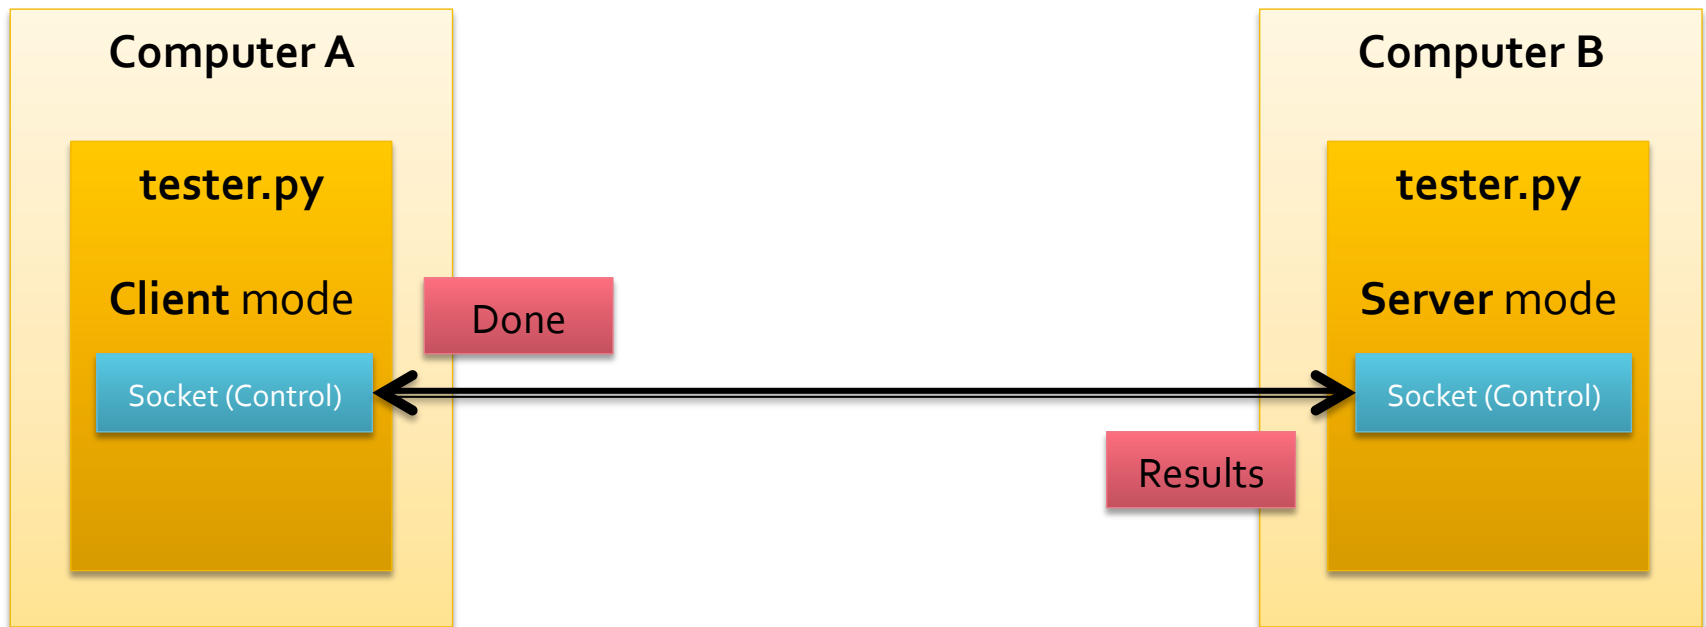 Computer A
tester.py
Client mode
Socket (Control)
Done
Results
Computer B
tester.py
Server mode
Socket (Control)